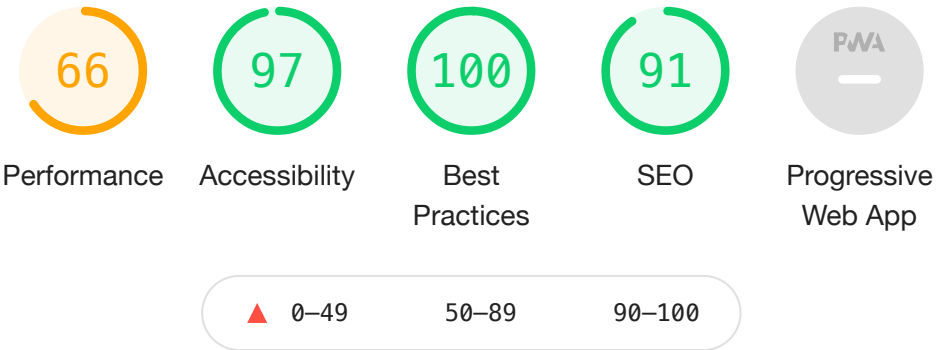 66 97 100 91 PWA
Performance Accessibility Best Practices SEO Progressive Web App
0–49 50–89 90–100